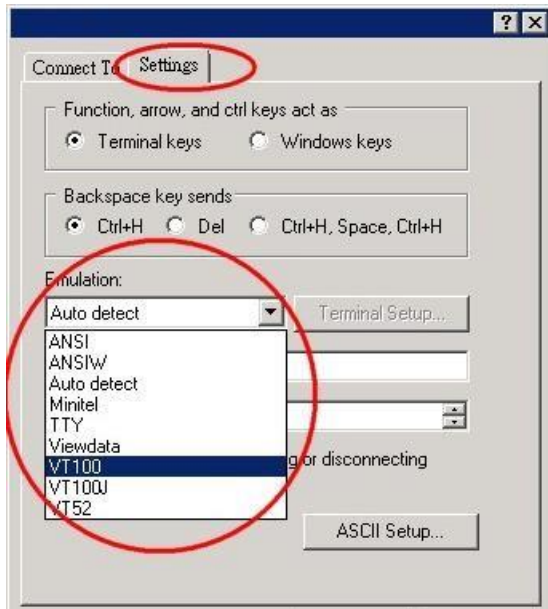 Connect To Settings
Function, arrow, and ctrl keys act as
Terminal keys Windows keys
Backspace key sends
Ctrl+H Del Ctrl+H, Space, Ctrl+H
Emulation:
Auto detect Terminal Setup...
ANSI
ANSIW
Auto detect
Minitel
TTY
Viewdata
VT100 or disconnecting
VT100J
VT52
ASCII Setup...